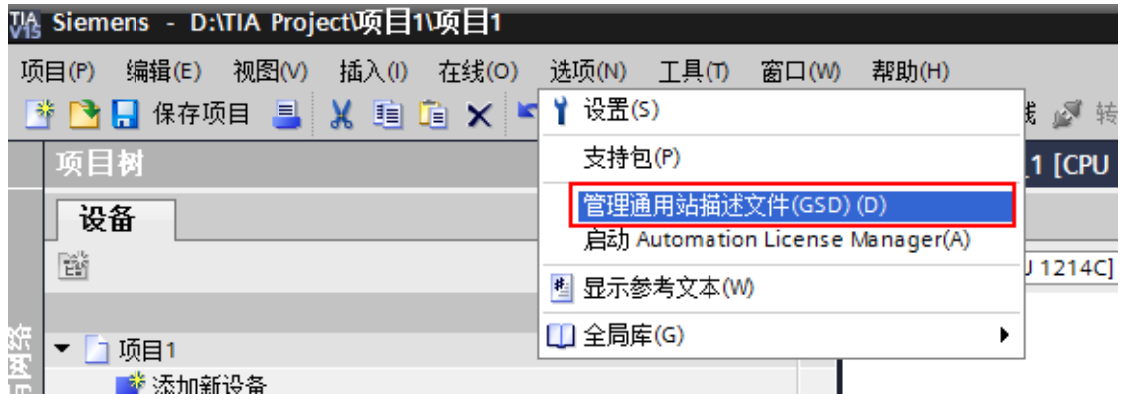 TIA V15 Siemens - D:\TIA Project\项目1\项目1
项目(P) 编辑(E) 视图(V) 插入(I) 在线(O) 选项(N) 工具(T) 窗口(W) 帮助(H)
保存项目 转
设置(S)
支持包(P)
管理通用站描述文件(GSD) (D)
启动 Automation License Manager(A)
显示参考文本(W)
全局库(G)
项目树 _1 [CPU
设备
J 1214C]
项目1
添加新设备